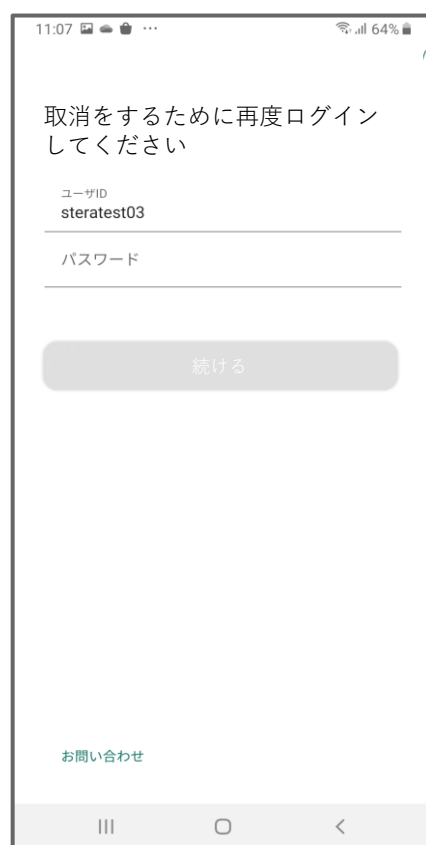 11:07 … 64%
取消をするために再度ログイン
してください
ユーザID
steratest03
パスワード
続ける
お問い合わせ